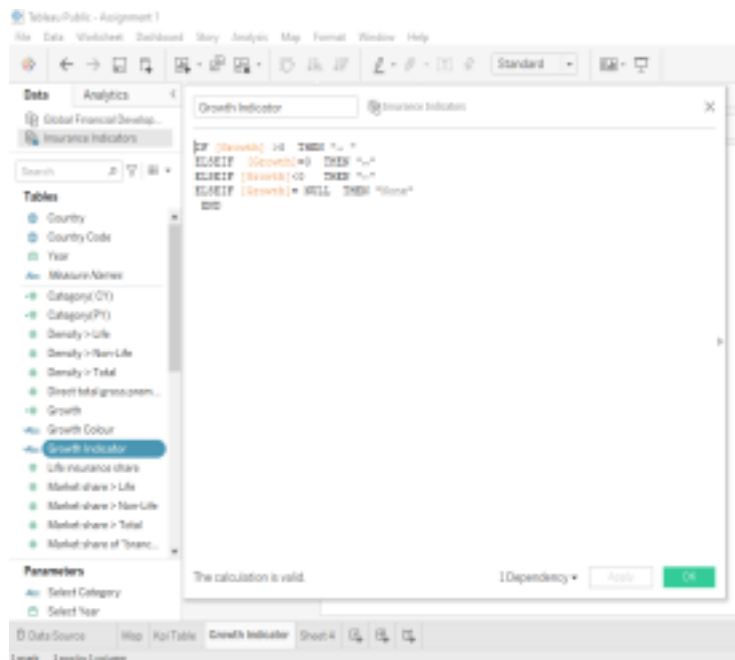 Tableau Public - Assignment 1
File Data Worksheet Dashboard Story Analysis Map Format Window Help
Standard
Data Analytics
Global Financial Develop...
Insurance Indicators
Search
Tables
Country
Country Code
Year
Measure Names
Category(CY)
Category(PY)
Density > Life
Density > Non-Life
Density > Total
Direct total gross prem...
Growth
Growth Colour
Growth Indicator
Life insurance share
Market share > Life
Market share > Non-Life
Market share > Total
Market share of
Parameters
Select Category
Select Year
Growth Indicator Insurance Indicators
IF [Growth] >0 THEN
ELSEIF [Growth]=0 THEN
ELSEIF [Growth]<0 THEN
ELSEIF [Growth]= NULL THEN "None"
END
The calculation is valid. 1 Dependency Apply OK
Data Source Map Kpi Table Growth Indicator Sheet 4